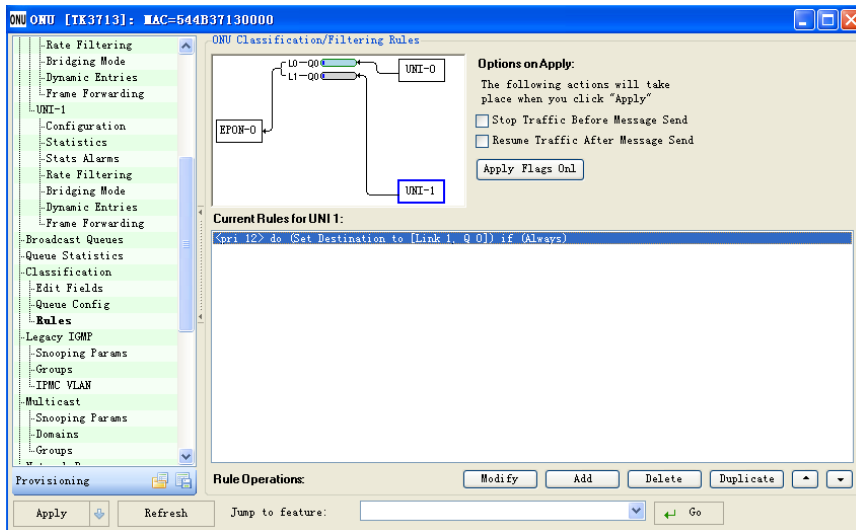 ONU ONU [TK3713]: MAC=544B37130000
Rate Filtering
Bridging Mode
Dynamic Entries
Frame Forwarding
UNI-1
Configuration
Statistics
Stats Alarms
Rate Filtering
Bridging Mode
Dynamic Entries
Frame Forwarding
Broadcast Queues
Queue Statistics
Classification
Edit Fields
Queue Config
Rules
Legacy IGMP
Snooping Params
Groups
IPMC VLAN
Multicast
Snooping Params
Domains
Groups
Provisioning
ONU Classification/Filtering Rules
L0-Q0
L1-Q0
UNI-0
EPON-0
UNI-1
Options on Apply:
The following actions will take
place when you click "Apply"
Stop Traffic Before Message Send
Resume Traffic After Message Send
Apply Flags Onl
Current Rules for UNI 1:
<pri 12> do (Set Destination to [Link 1, Q 0]) if (Always)
Rule Operations:
Modify Add Delete Duplicate
Apply Refresh Jump to feature: Go